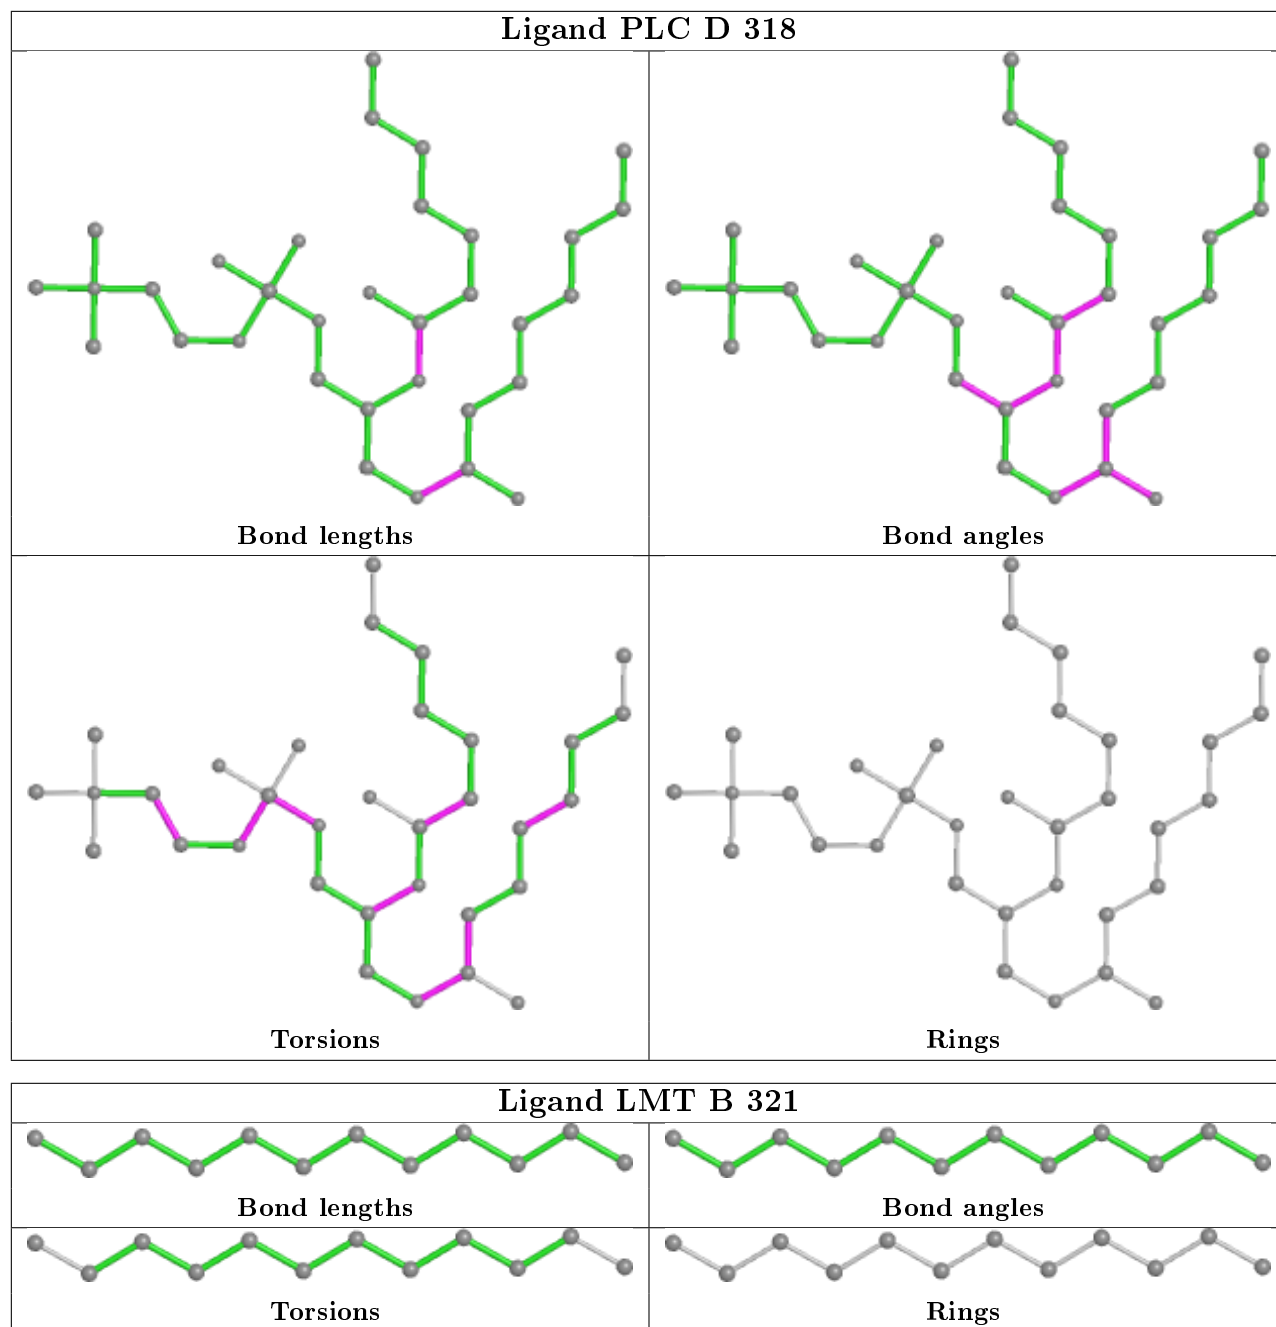 Ligand PLC D 318
Bond lengths
Bond angles
Torsions
Rings
Ligand LMT B 321
Bond lengths
Bond angles
Torsions
Rings